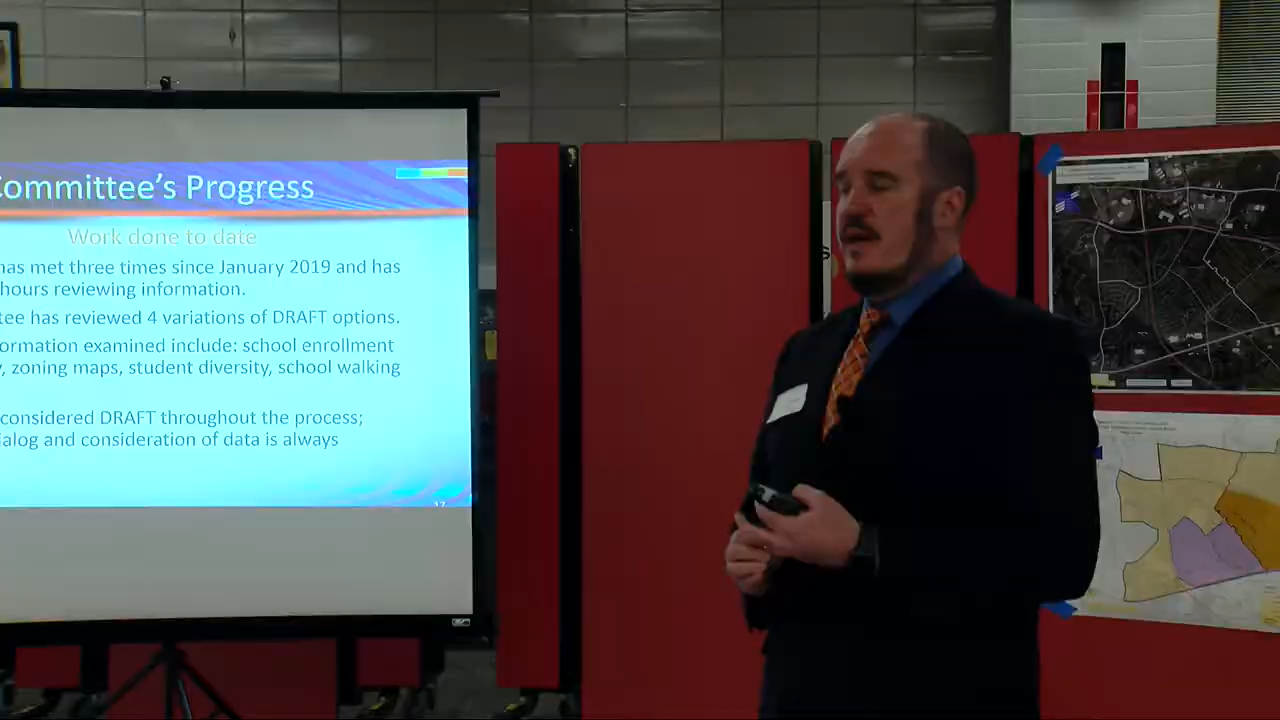 Committee's Progress
Work done to date
has met three times since January 2019 and has
hours reviewing information.
tee has reviewed 4 variations of DRAFT options.
ormation examined include: school enrollment
, zoning maps, student diversity, school walking
considered DRAFT throughout the process;
ialog and consideration of data is always
17